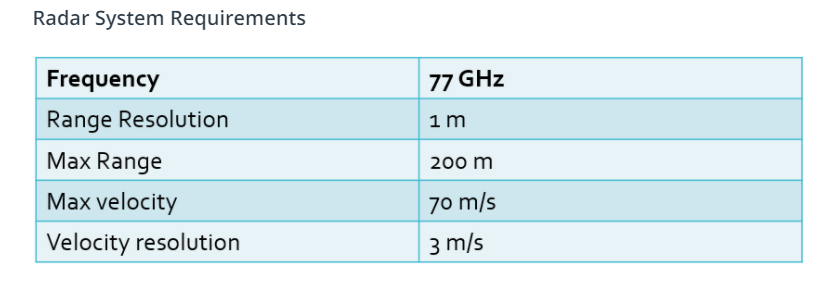 Radar System Requirements
Frequency 77 GHz
Range Resolution 1 m
Max Range 200 m
Max velocity 70 m/s
Velocity resolution 3 m/s